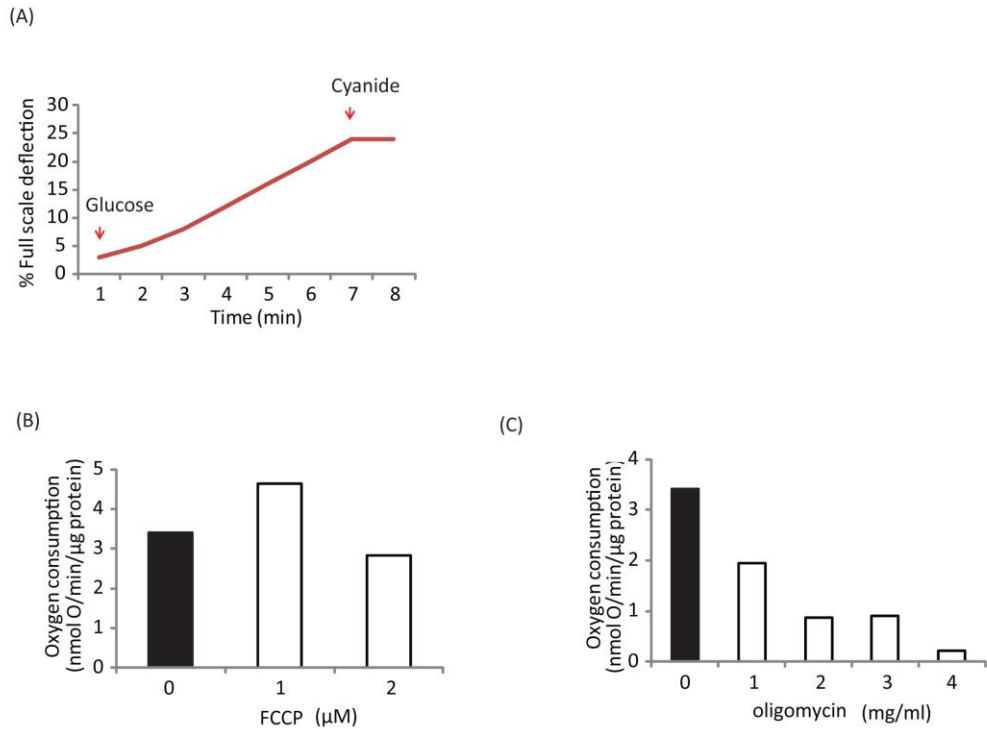 (A)
Cyanide
30
25
20
15
10
5
0
Glucose
% Full scale deflection
1 2 3 4 5 6 7 8
Time (min)
(B)
Oxygen consumption
(nmol O/min/µg protein)
5
4
3
2
1
0
0 1 2
FCCP (µM)
(C)
Oxygen consumption
(nmol O/min/µg protein)
4
3
2
1
0
0 1 2 3 4
oligomycin (mg/ml)